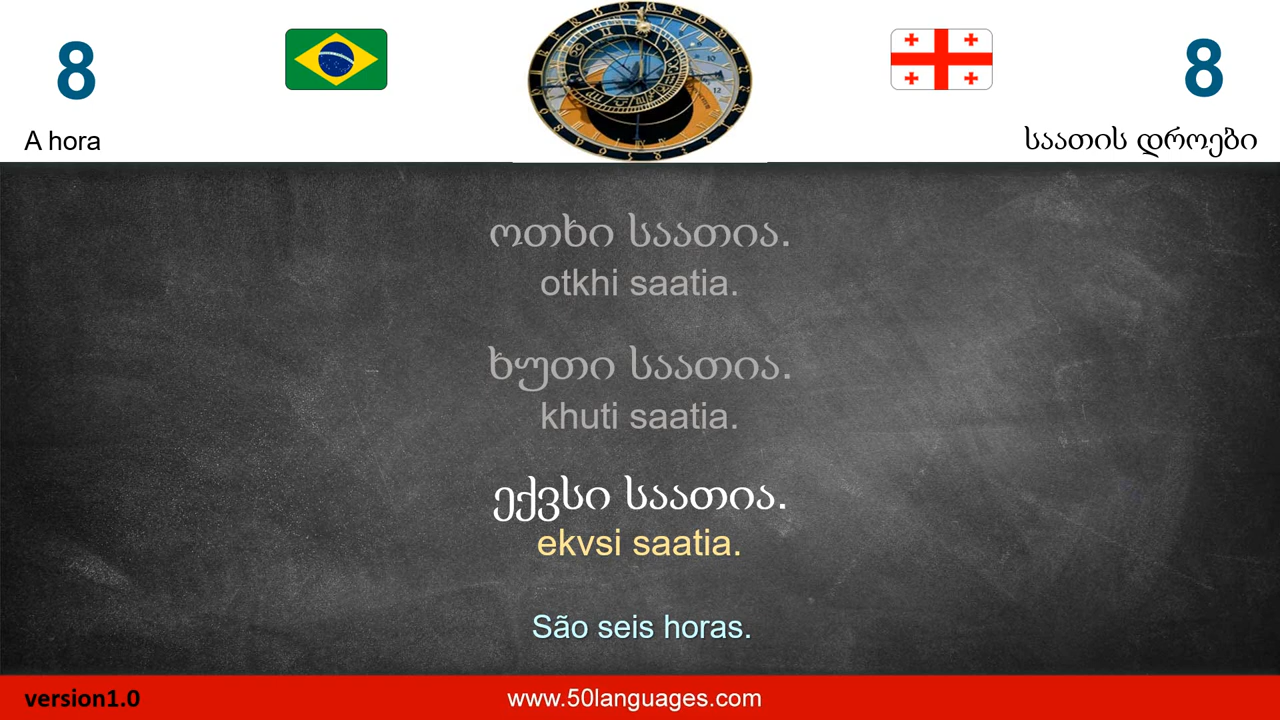 8
8
A hora
საათის დროები
ოთხი საათია.
otkhi saatia.
ხუთი საათია.
khuti saatia.
ექვსი საათია.
ekvsi saatia.
São seis horas.
version1.0
www.50languages.com